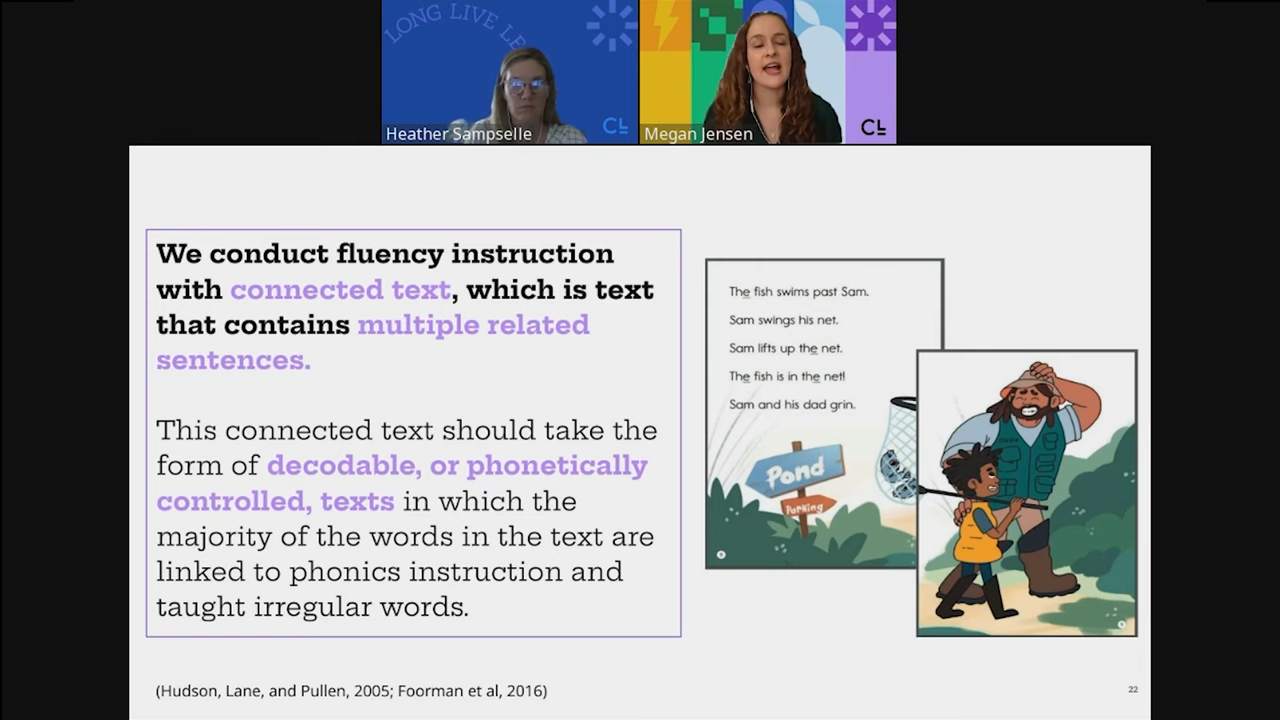 LONG LIVE LE
CL
Heather Sampselle
CL
Megan Jensen
We conduct fluency instruction
with connected text, which is text
that contains multiple related
sentences.
This connected text should take the
form of decodable, or phonetically
controlled, texts in which the
majority of the words in the text are
linked to phonics instruction and
taught irregular words.
The fish swims past Sam.
Sam swings his net.
Sam lifts up the net.
The fish is in the net!
Sam and his dad grin.
Pond
Parking
(Hudson, Lane, and Pullen, 2005; Foorman et al, 2016)
22